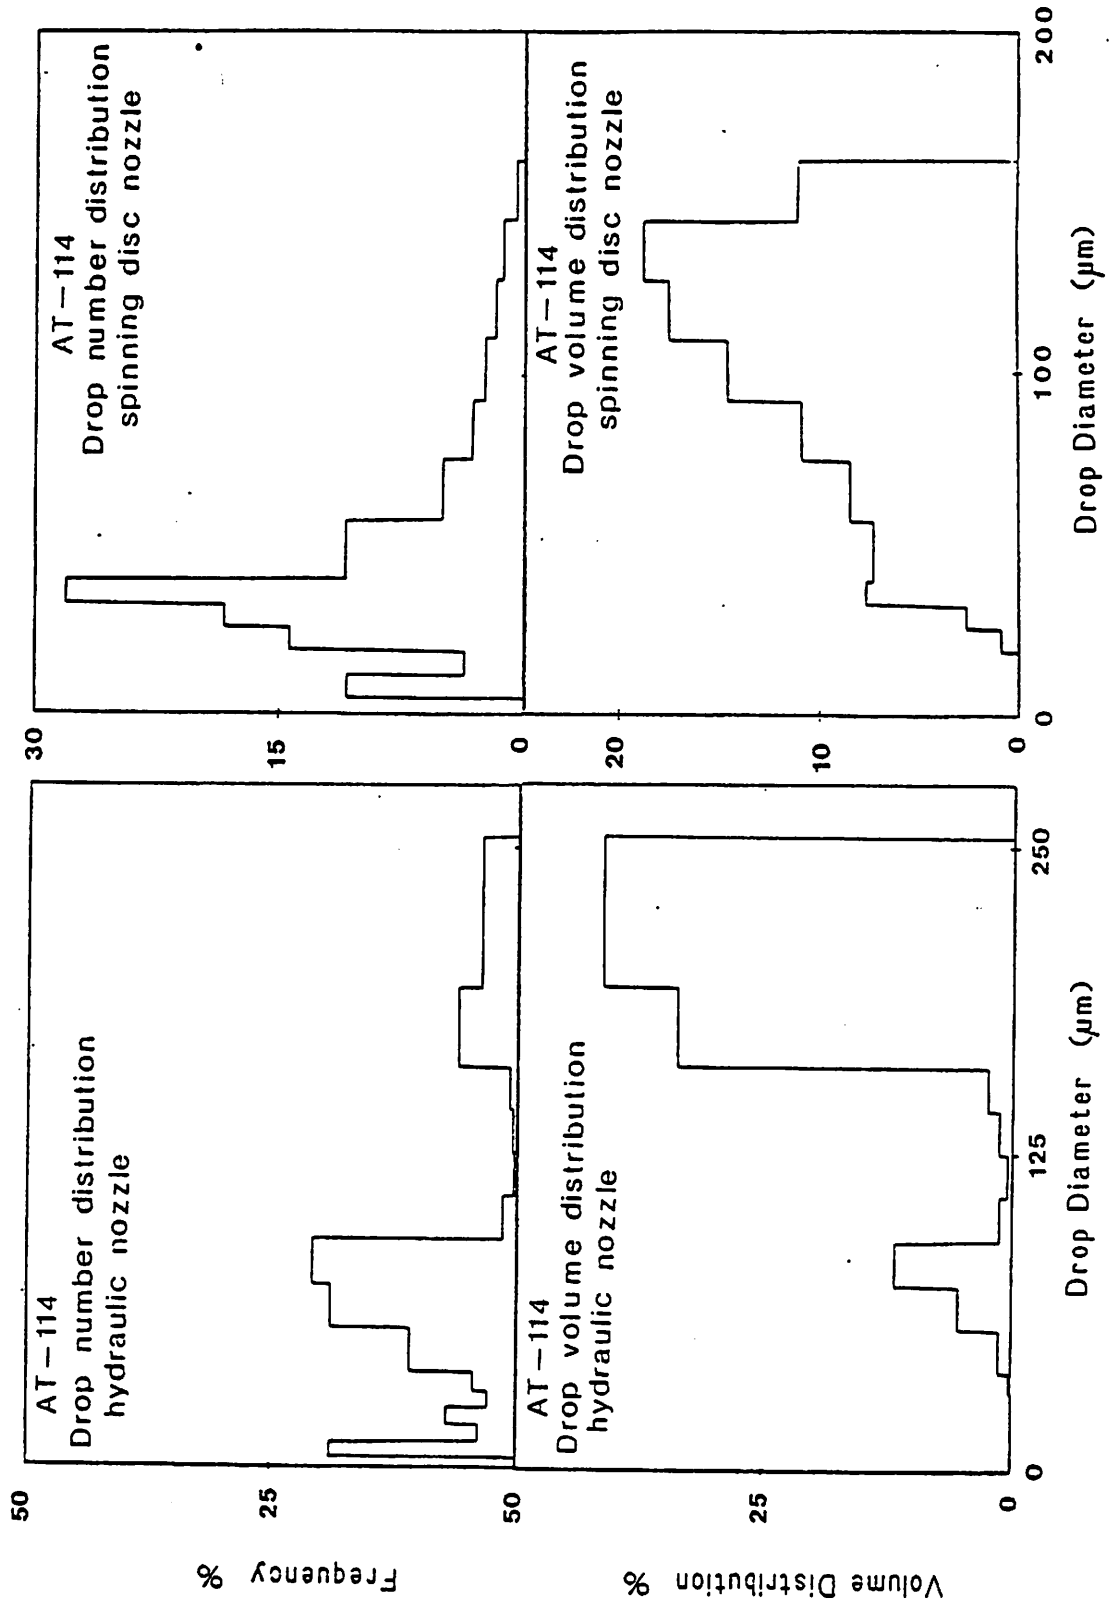 Frequency %
50
25
50
AT-114
Drop number distribution
hydraulic nozzle
30
15
0
AT-114
Drop number distribution
spinning disc nozzle
Volume Distribution %
0
AT-114
Drop volume distribution
hydraulic nozzle
0
125
250
Drop Diameter (µm)
20
10
0
AT-114
Drop volume distribution
spinning disc nozzle
0
100
200
Drop Diameter (µm)
25